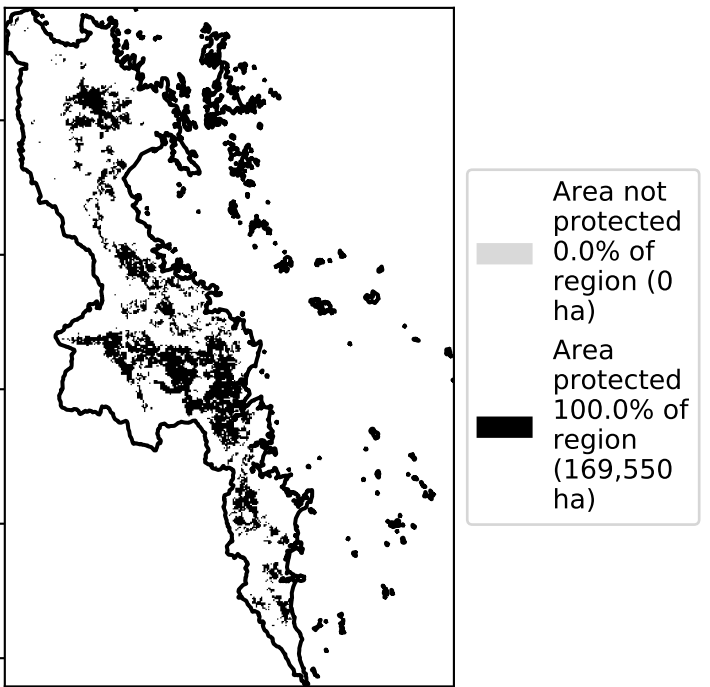 Area not
protected
0.0% of
region (0
ha)
Area
protected
100.0% of
region
(169,550
ha)